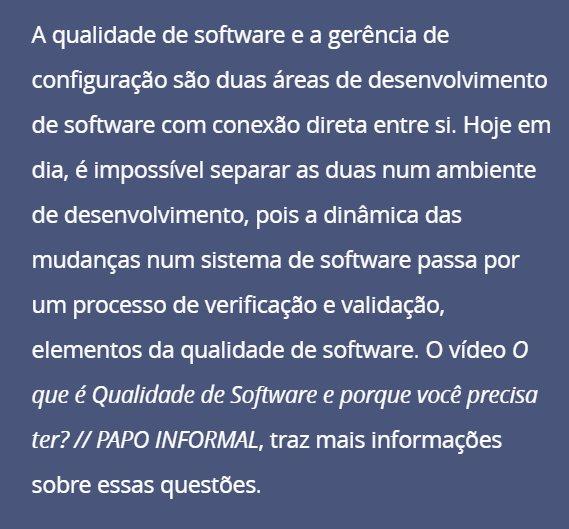 A qualidade de software e a gerência de
configuração são duas áreas de desenvolvimento
de software com conexão direta entre si. Hoje em
dia, é impossível separar as duas num ambiente
de desenvolvimento, pois a dinâmica das
mudanças num sistema de software passa por
um processo de verificação e validação,
elementos da qualidade de software. O vídeo O
que é Qualidade de Software e porque você precisa
ter? // PAPO INFORMAL, traz mais informações
sobre essas questões.